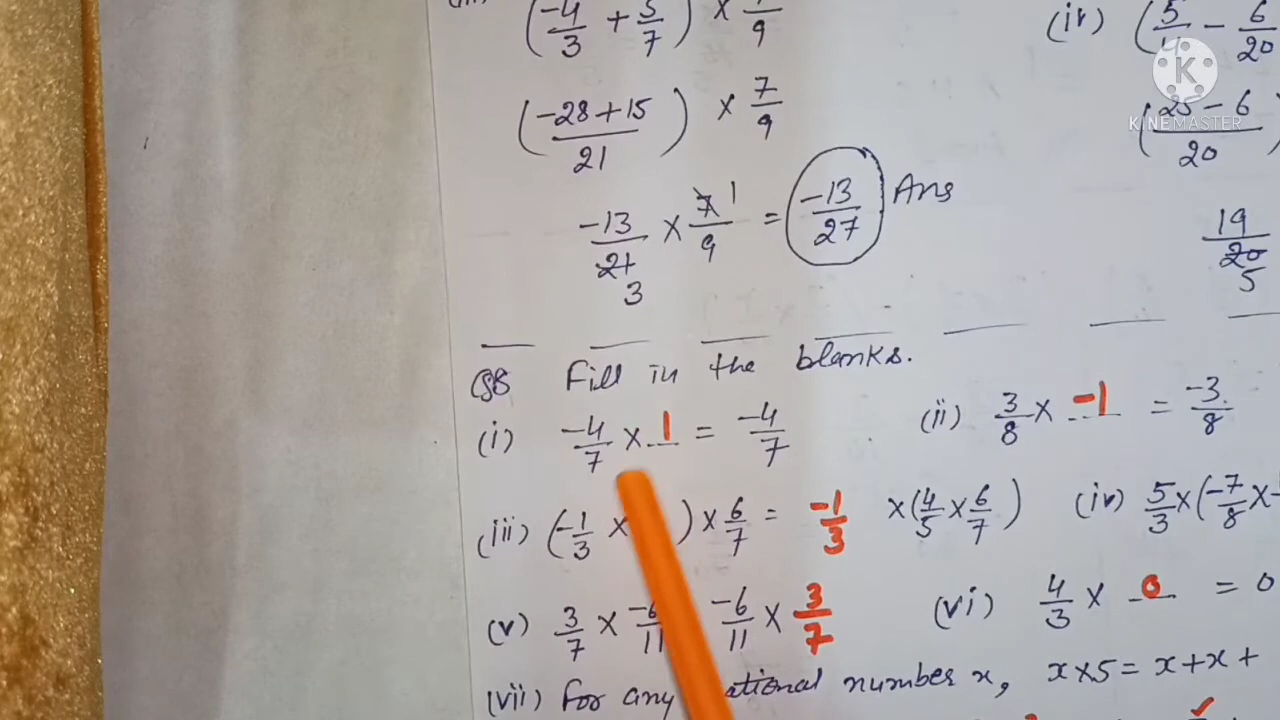 (-4/3 + 5/7) × 7/9
(iv) (5/ - 6/20
(-28+15/21) × 7/9
(25-6/20)
-13/21 3 × 7 1/9 = -13/27 Ans
19/20 5
Q8 Fill in the blanks.
(i) -4/7 × 1 = -4/7
(ii) 3/8 × -1 = -3/8
(iii) (-1/3 × ) × 6/7 = -1/3 × (4/5 × 6/7)
(iv) 5/3 × (-7/8 ×
(v) 3/7 × -6/11 -6/11 × 3/7
(vi) 4/3 × 0 = 0
(vii) For any number x, x×5 = x+x+
KINEMASTER